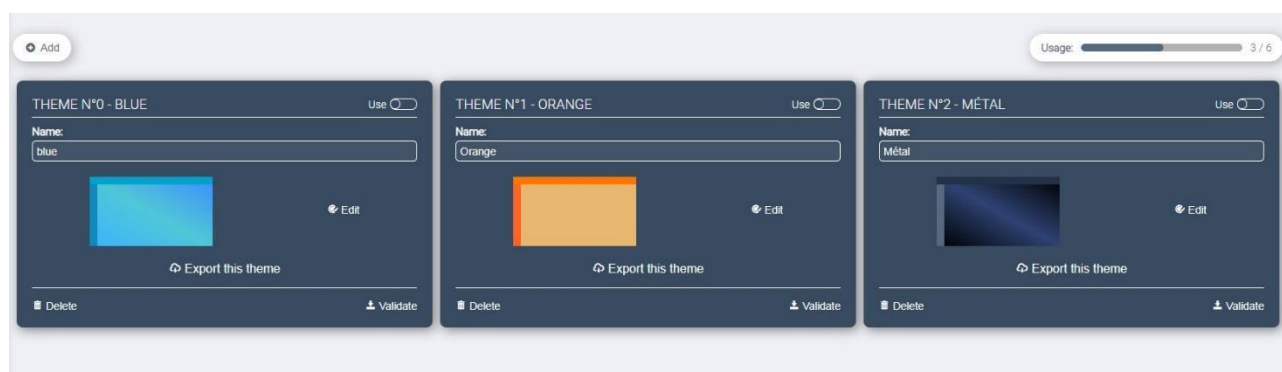 Add
Usage: 3 / 6
THEME N°0 - BLUE Use
Name:
blue
Edit
Export this theme
Delete Validate
THEME N°1 - ORANGE Use
Name:
Orange
Edit
Export this theme
Delete Validate
THEME N°2 - MÉTAL Use
Name:
Métal
Edit
Export this theme
Delete Validate